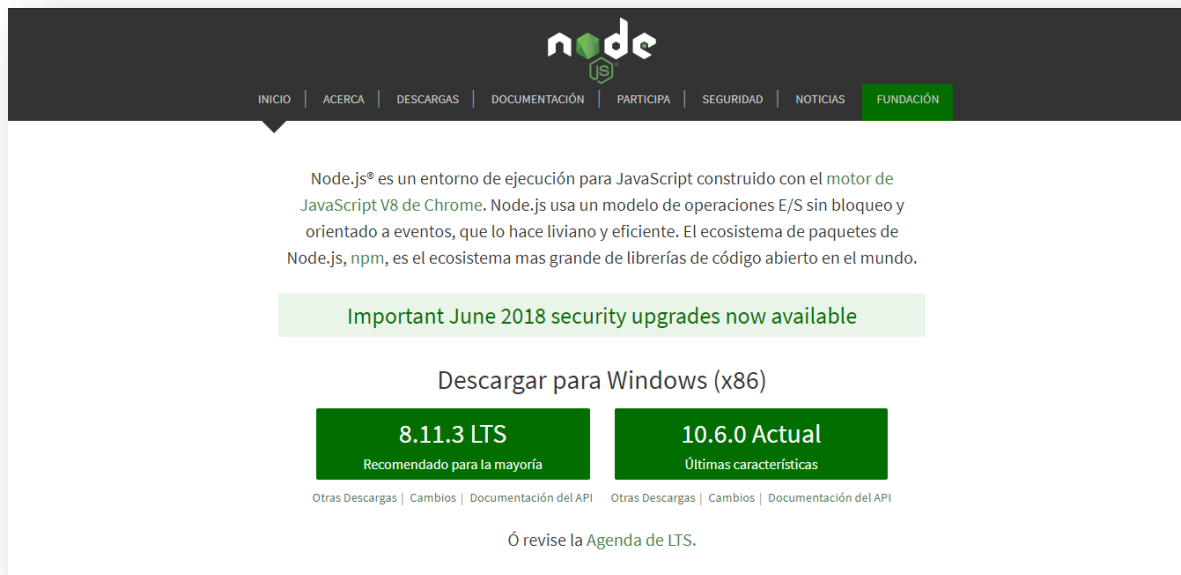 node
JS
INICIO | ACERCA | DESCARGAS | DOCUMENTACIÓN | PARTICIPA | SEGURIDAD | NOTICIAS FUNDACIÓN
Node.js® es un entorno de ejecución para JavaScript construido con el motor de
JavaScript V8 de Chrome. Node.js usa un modelo de operaciones E/S sin bloqueo y
orientado a eventos, que lo hace liviano y eficiente. El ecosistema de paquetes de
Node.js, npm, es el ecosistema mas grande de librerías de código abierto en el mundo.
Important June 2018 security upgrades now available
Descargar para Windows (x86)
8.11.3 LTS
Recomendado para la mayoría
10.6.0 Actual
Últimas características
Otras Descargas | Cambios | Documentación del API
Otras Descargas | Cambios | Documentación del API
Ó revise la Agenda de LTS.